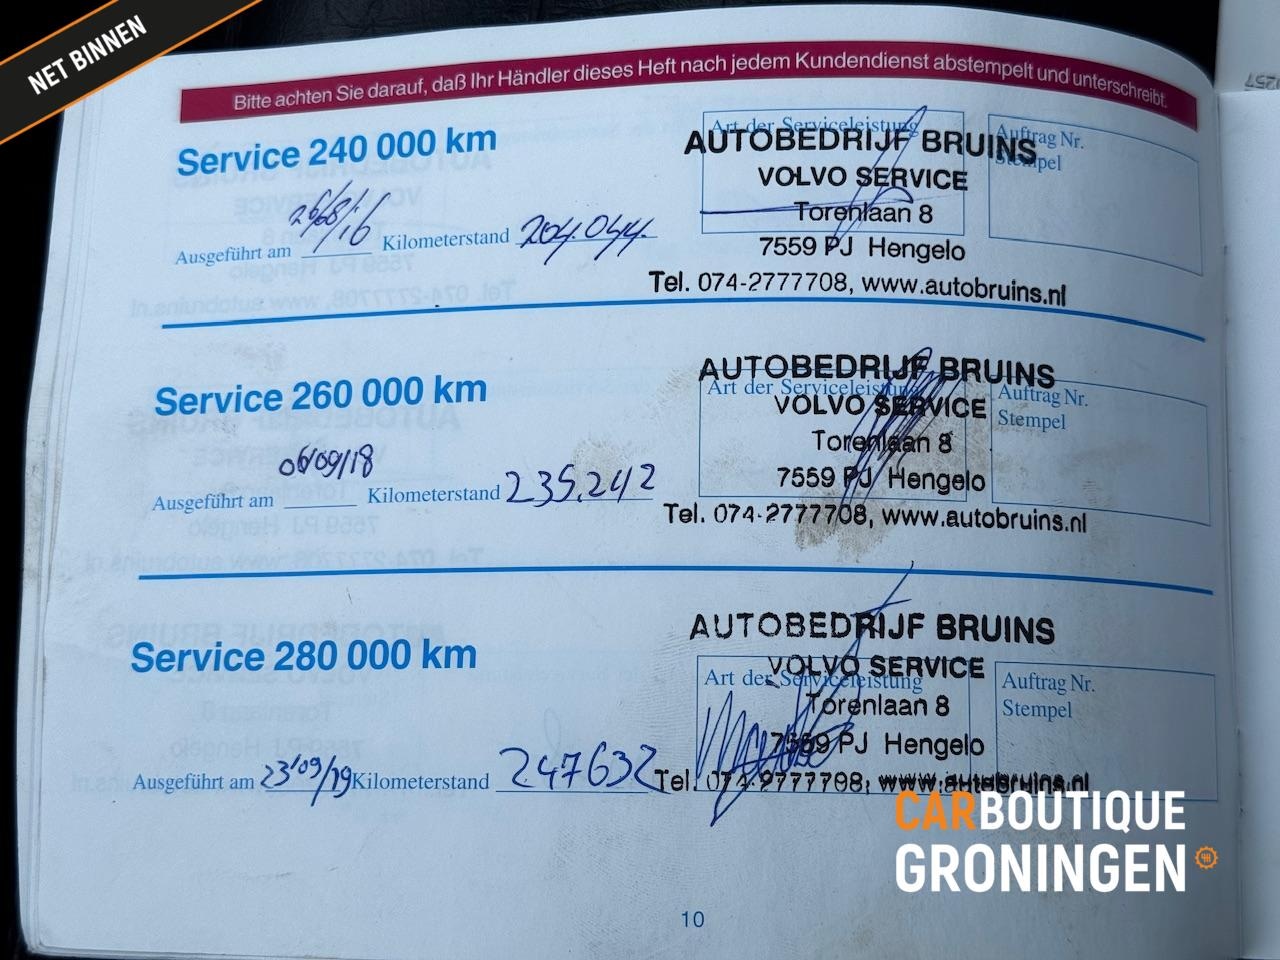 NET BINNEN
Bitte achten Sie darauf, daß Ihr Händler dieses Heft nach jedem Kundendienst abstempelt und unterschreibt.
Service 240 000 km
Ausgeführt am /16 Kilometerstand 204.044.
Art der Serviceleistung
Auftrag Nr.
Stempel
AUTOBEDRIJF BRUINS
VOLVO SERVICE
Torenlaan 8
7559 PJ Hengelo
Tel. 074-2777708, www.autobruins.nl
Service 260 000 km
Ausgeführt am 06/09/18 Kilometerstand 235.242
Art der Serviceleistung
Auftrag Nr.
Stempel
AUTOBEDRIJF BRUINS
VOLVO SERVICE
Torenlaan 8
7559 PJ Hengelo
Tel. 074-2777708, www.autobruins.nl
Service 280 000 km
Ausgeführt am 23/09/19 Kilometerstand 247632
Art der Serviceleistung
Auftrag Nr.
Stempel
AUTOBEDRIJF BRUINS
VOLVO SERVICE
Torenlaan 8
7559 PJ Hengelo
Tel. 074-2777708, www.autobruins.nl
CARBOUTIQUE
GRONINGEN
10